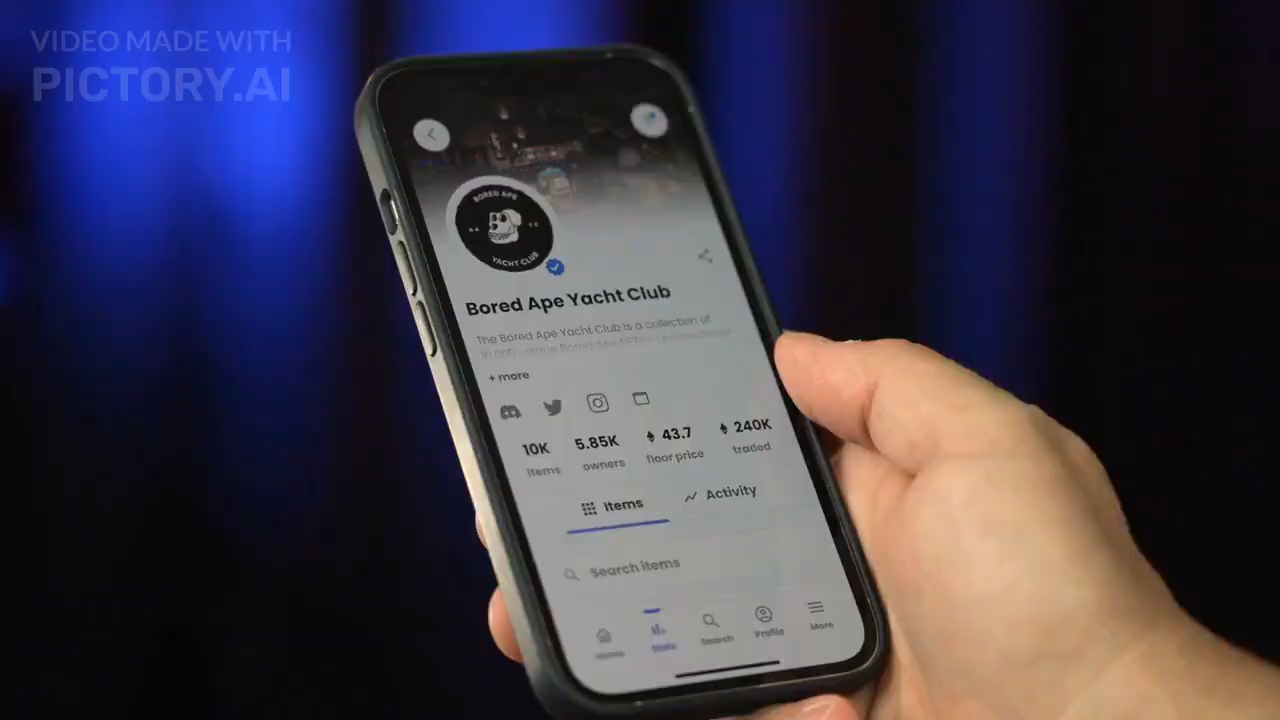 VIDEO MADE WITH
PICTORY.AI
BORED APE
YACHT CLUB
Bored Ape Yacht Club
The Bored Ape Yacht Club is a collection of
+ more
10K
items
5.85K
owners
43.7
floor price
240K
traded
Items
Activity
Search items
Home
Stats
Search
Profile
More